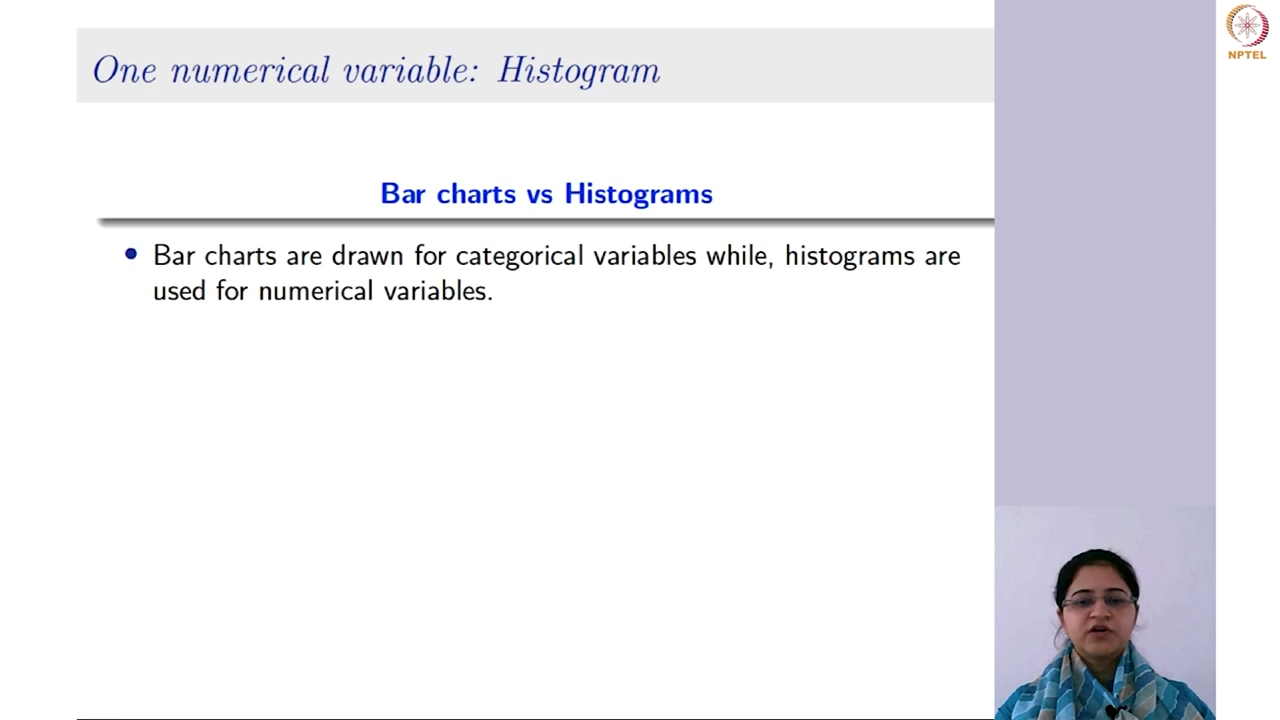 One numerical variable: Histogram
NPTEL
Bar charts vs Histograms
• Bar charts are drawn for categorical variables while, histograms are
used for numerical variables.